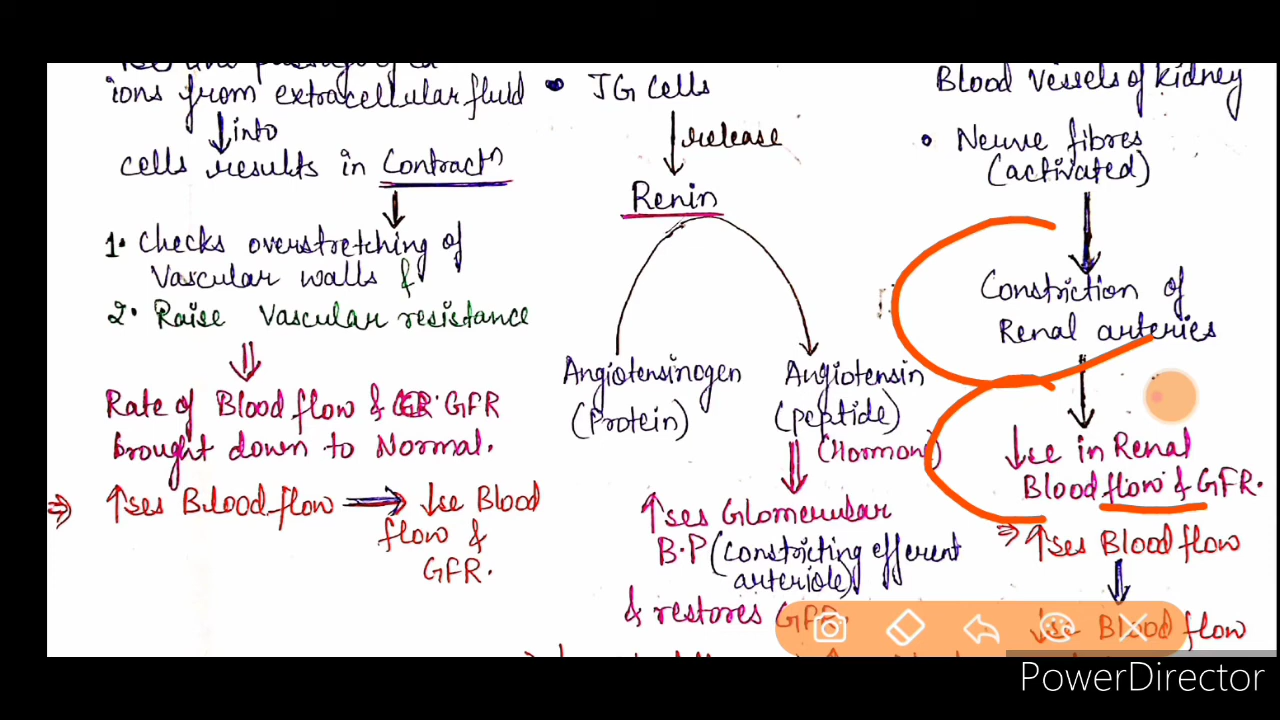 ions from extracellular fluid
↓ into
cells results in Contractn
↓
1. Checks overstretching of
Vascular walls &
2. Raise Vascular resistance
⇓
Rate of Blood flow & GFR
brought down to Normal.
⇒ ↑ses Blood flow → ↓se Blood
flow &
GFR.
• JG Cells
↓ release
Renin
Angiotensinogen
(Protein)
Angiotensin
(peptide)
(Hormon)
⇓
↑ses Glomerular
B.P (constricting efferent
arteriole)
& restores GFR.
Blood vessels of kidney
• Nerve fibres
(activated)
↓
Constriction of
Renal arteries
↓
↓se in Renal
Blood flow & GFR.
⇒ ↑ses Blood flow
↓
↓se Blood flow
PowerDirector